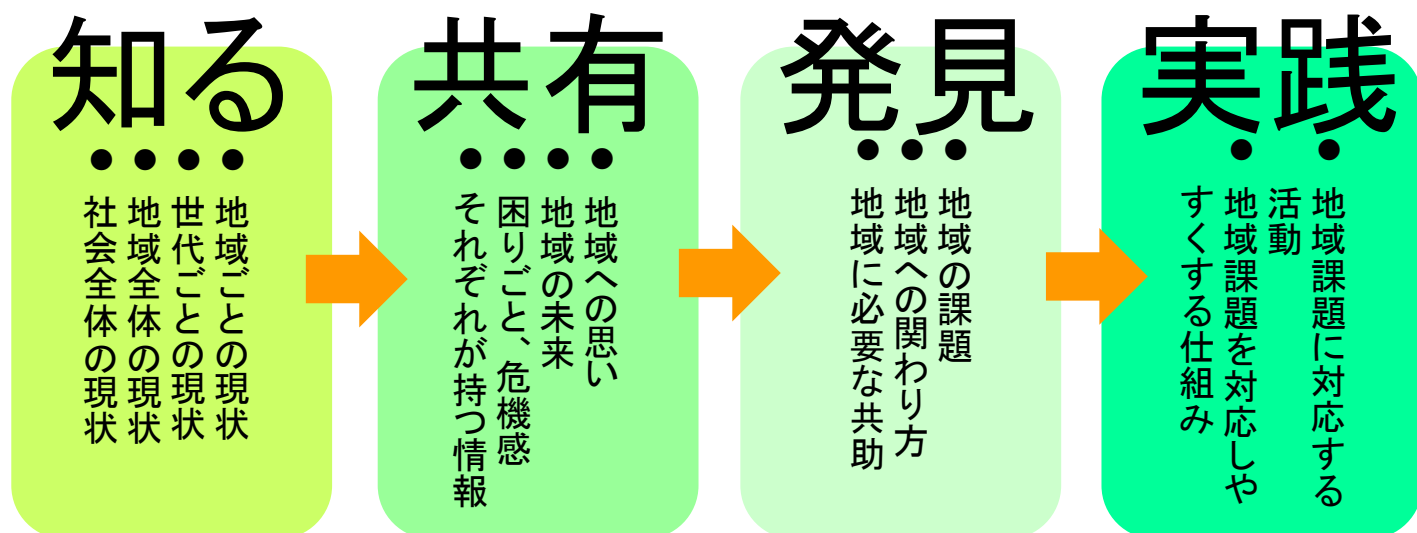 知る
●地域ごとの現状
●世代ごとの現状
●地域全体の現状
●社会全体の現状
共有
●地域への思い
●地域の未来
●困りごと、危機感
●それぞれが持つ情報
発見
●地域の課題
●地域への関わり方
●地域に必要な共助
実践
●地域課題に対応する
活動
●地域課題を対応しや
すくする仕組み